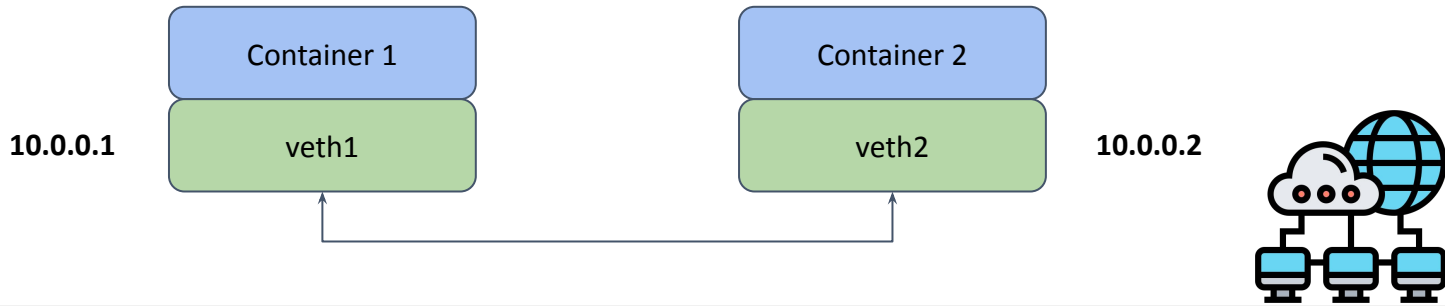 Container 1
Container 2
10.0.0.1
veth1
veth2
10.0.0.2